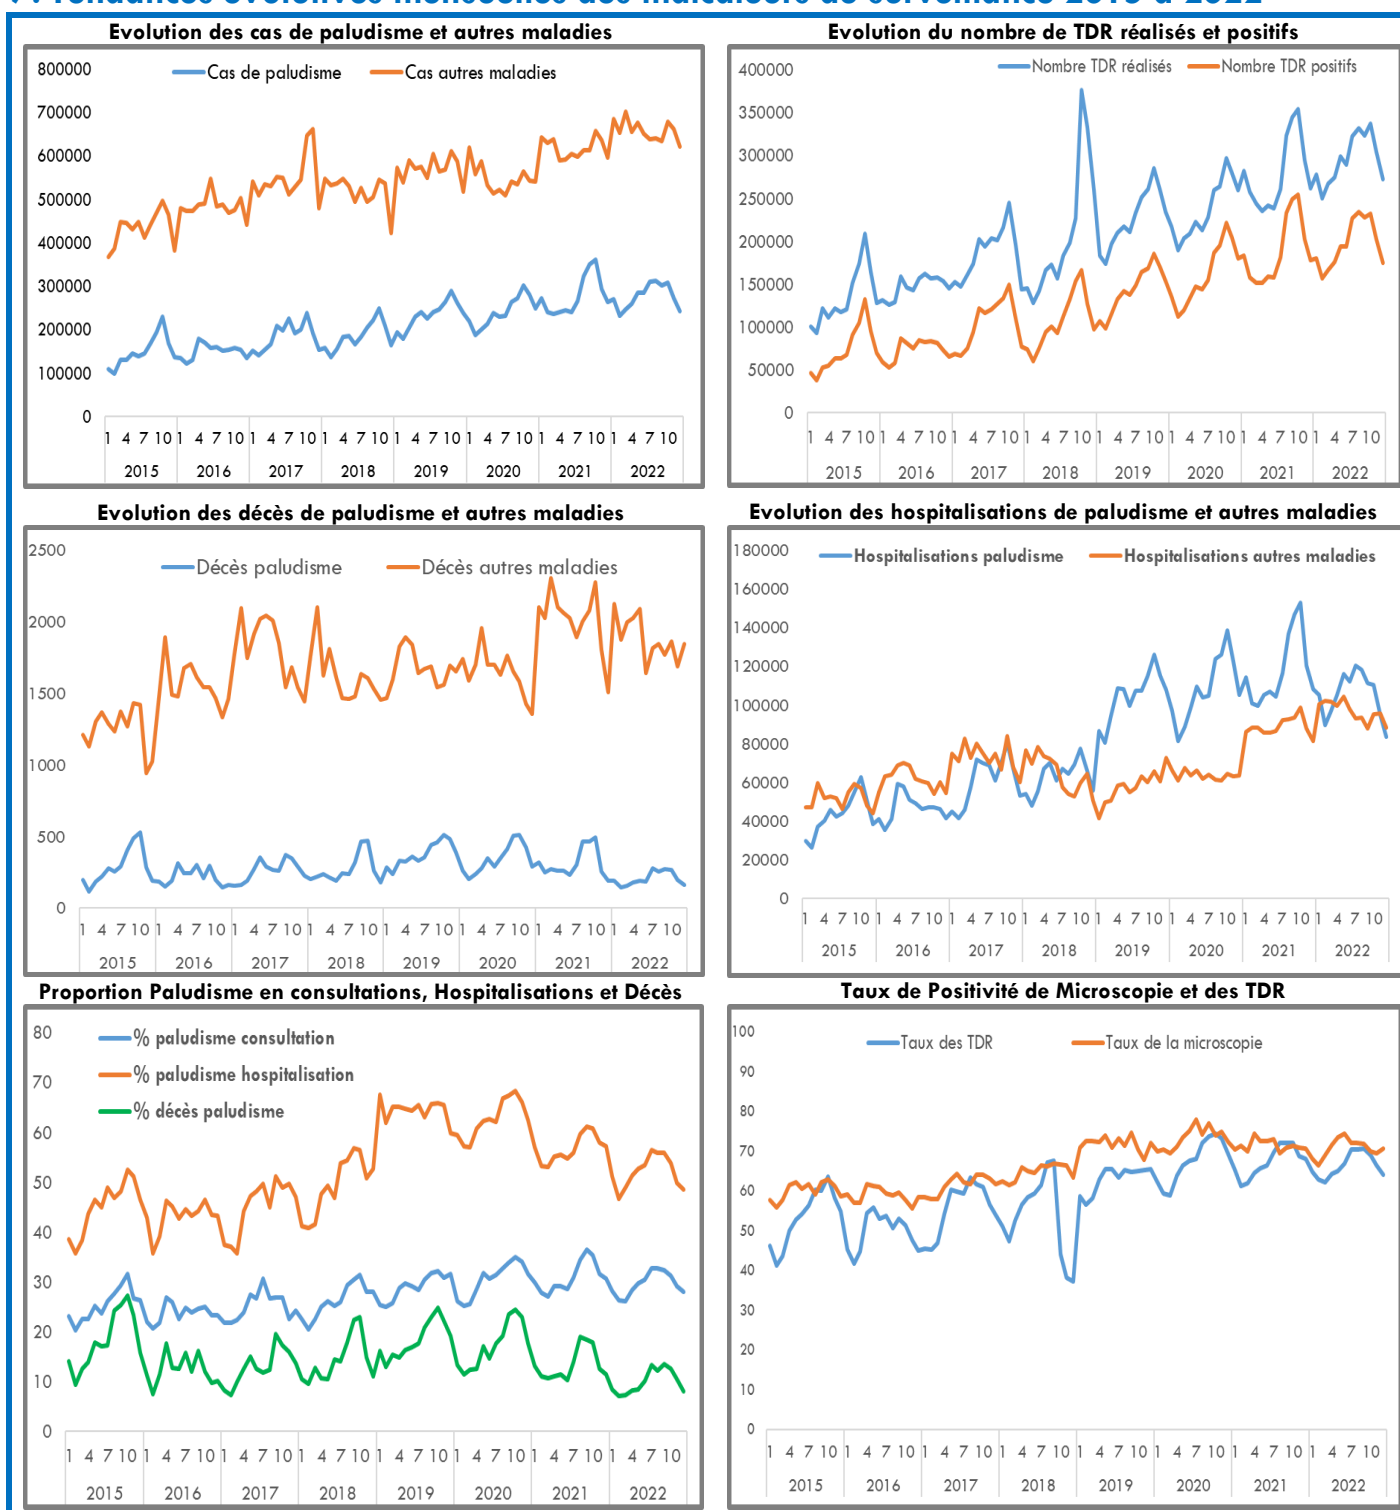 Tendances évolutives mensuelles des indicateurs de surveillance 2015 à 2022
Evolution des cas de paludisme et autres maladies
Cas de paludisme Cas autres maladies
800000
700000
600000
500000
400000
300000
200000
100000
0
1 4 7 10 1 4 7 10 1 4 7 10 1 4 7 10 1 4 7 10 1 4 7 10 1 4 7 10 1 4 7 10
2015 2016 2017 2018 2019 2020 2021 2022
Evolution du nombre de TDR réalisés et positifs
Nombre TDR réalisés Nombre TDR positifs
400000
350000
300000
250000
200000
150000
100000
50000
0
1 4 7 10 1 4 7 10 1 4 7 10 1 4 7 10 1 4 7 10 1 4 7 10 1 4 7 10 1 4 7 10
2015 2016 2017 2018 2019 2020 2021 2022
Evolution des décès de paludisme et autres maladies
Décès paludisme Décès autres maladies
2500
2000
1500
1000
500
0
1 4 7 10 1 4 7 10 1 4 7 10 1 4 7 10 1 4 7 10 1 4 7 10 1 4 7 10 1 4 7 10
2015 2016 2017 2018 2019 2020 2021 2022
Evolution des hospitalisations de paludisme et autres maladies
Hospitalisations paludisme Hospitalisations autres maladies
180000
160000
140000
120000
100000
80000
60000
40000
20000
0
1 4 7 10 1 4 7 10 1 4 7 10 1 4 7 10 1 4 7 10 1 4 7 10 1 4 7 10 1 4 7 10
2015 2016 2017 2018 2019 2020 2021 2022
Proportion Paludisme en consultations, Hospitalisations et Décès
% paludisme consultation
% paludisme hospitalisation
% décès paludisme
80
70
60
50
40
30
20
10
0
1 4 7 10 1 4 7 10 1 4 7 10 1 4 7 10 1 4 7 10 1 4 7 10 1 4 7 10 1 4 7 10
2015 2016 2017 2018 2019 2020 2021 2022
Taux de Positivité de Microscopie et des TDR
Taux des TDR Taux de la microscopie
100
90
80
70
60
50
40
30
20
10
0
1 4 7 10 1 4 7 10 1 4 7 10 1 4 7 10 1 4 7 10 1 4 7 10 1 4 7 10 1 4 7 10
2015 2016 2017 2018 2019 2020 2021 2022